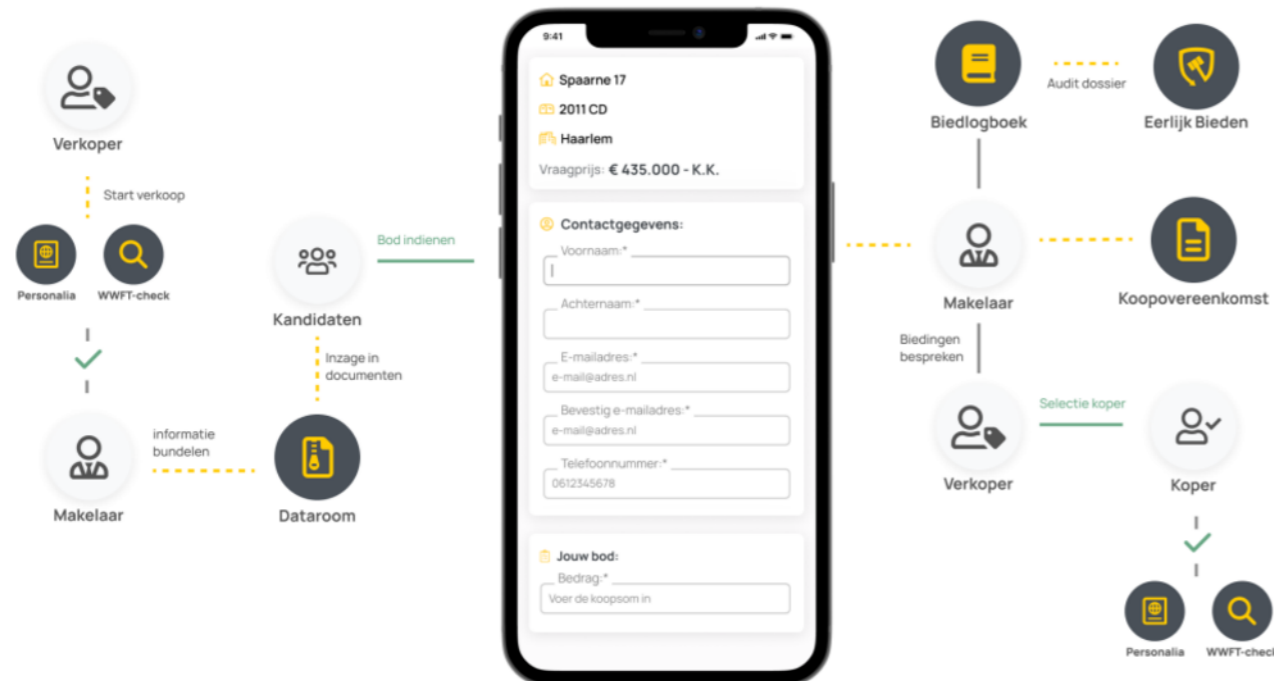 Verkoper
Start verkoop
Personalia
WWFT-check
Makelaar
informatie
bundelen
Dataroom
Inzage in
documenten
Kandidaten
Bod indienen
9:41
Spaarne 17
2011 CD
Haarlem
Vraagprijs: € 435.000 - K.K.
Contactgegevens:
Voornaam:*
Achternaam:*
E-mailadres:*
e-mail@adres.nl
Bevestig e-mailadres:*
e-mail@adres.nl
Telefoonnummer:*
0612345678
Jouw bod:
Bedrag:*
Voer de koopsom in
Biedlogboek
Audit dossier
Eerlijk Bieden
Makelaar
Koopovereenkomst
Biedingen
bespreken
Verkoper
Selectie koper
Koper
Personalia
WWFT-check